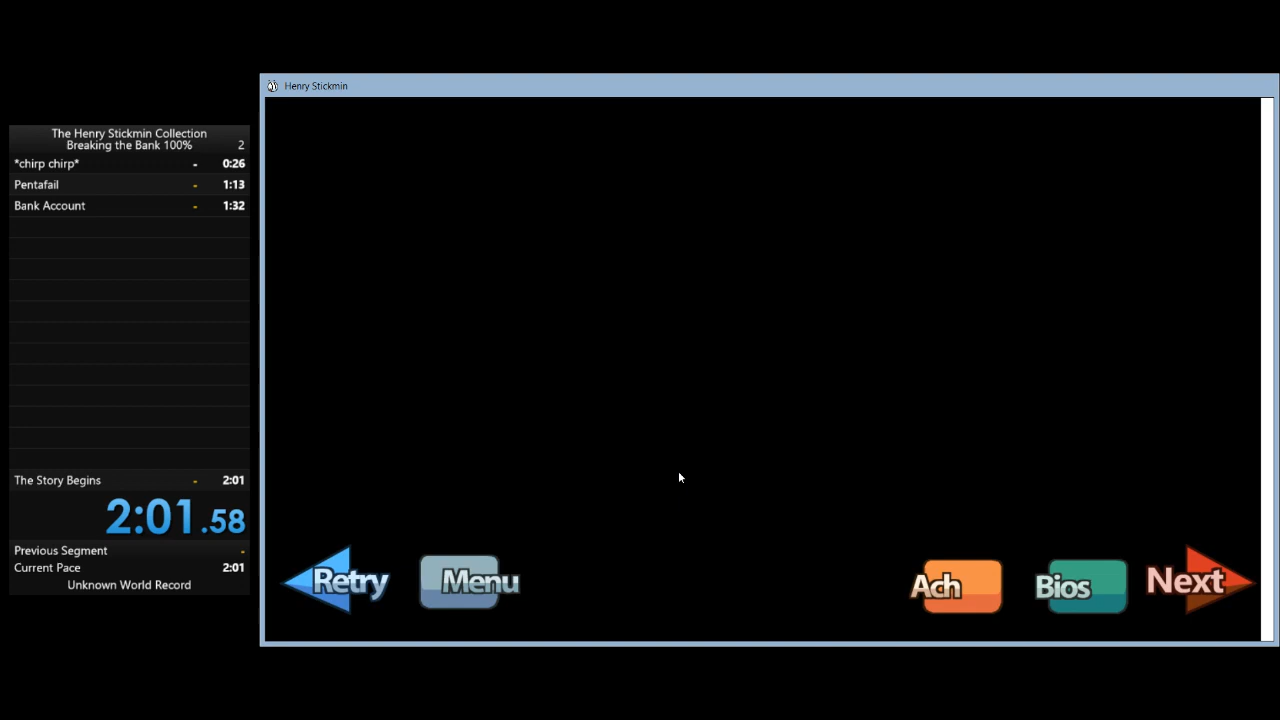 The Henry Stickmin Collection
Breaking the Bank 100% 2
*chirp chirp* - 0:26
Pentafail - 1:13
Bank Account - 1:32
The Story Begins - 2:01
2:01.58
Previous Segment -
Current Pace 2:01
Unknown World Record
Henry Stickmin
Retry Menu Ach Bios Next